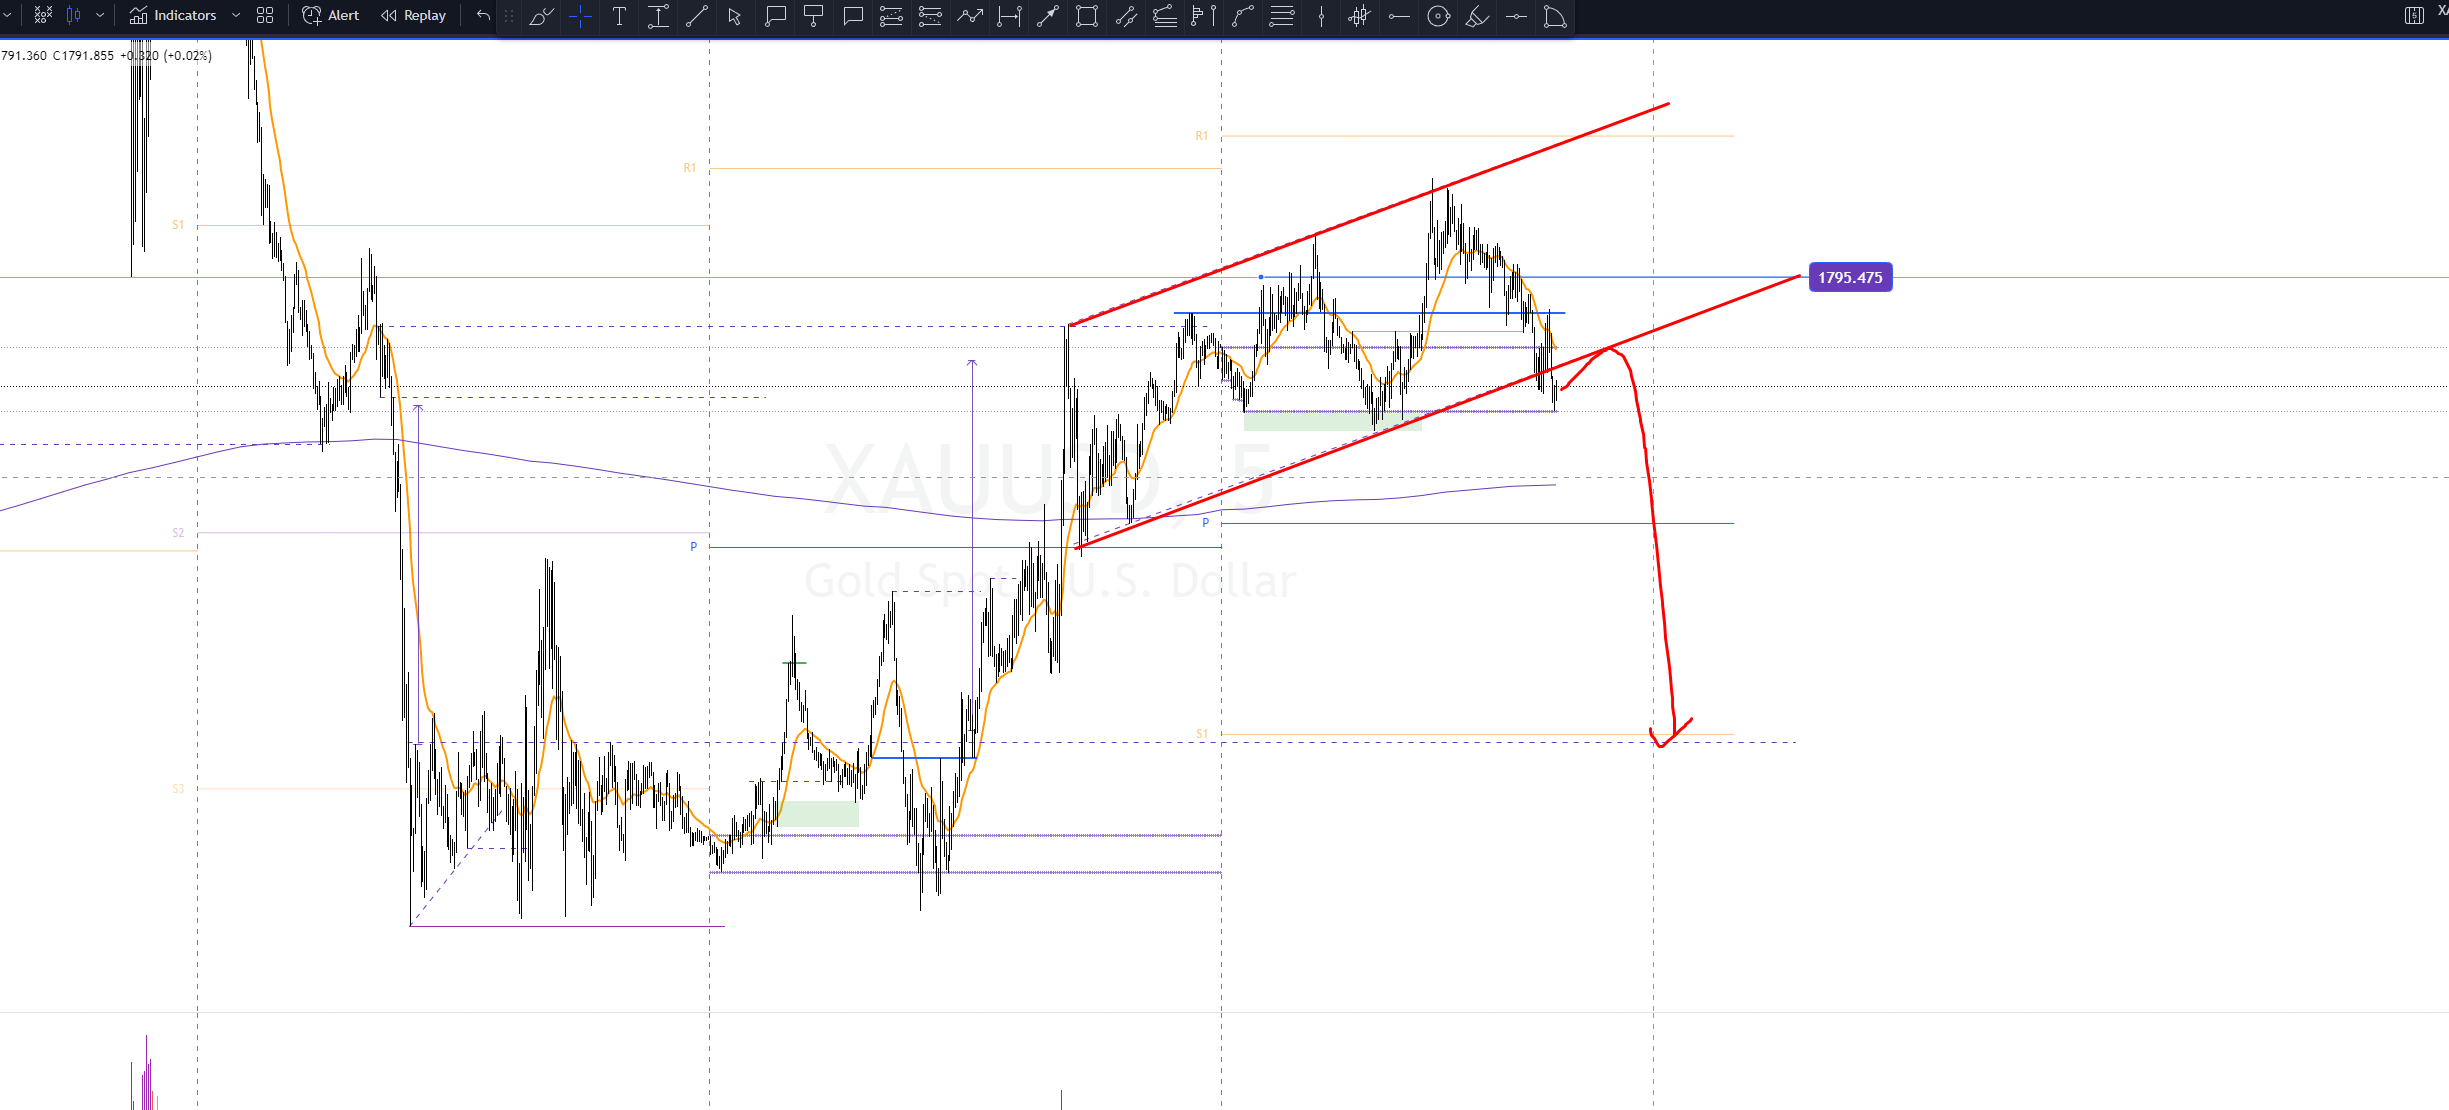 Indicators
Alert
Replay
791.360 C1791.855 +0.320 (+0.02%)
R1
R1
S1
1795.475
XAUUSD, 5
S2
P
P
Gold Spot / U.S. Dollar
S1
S3